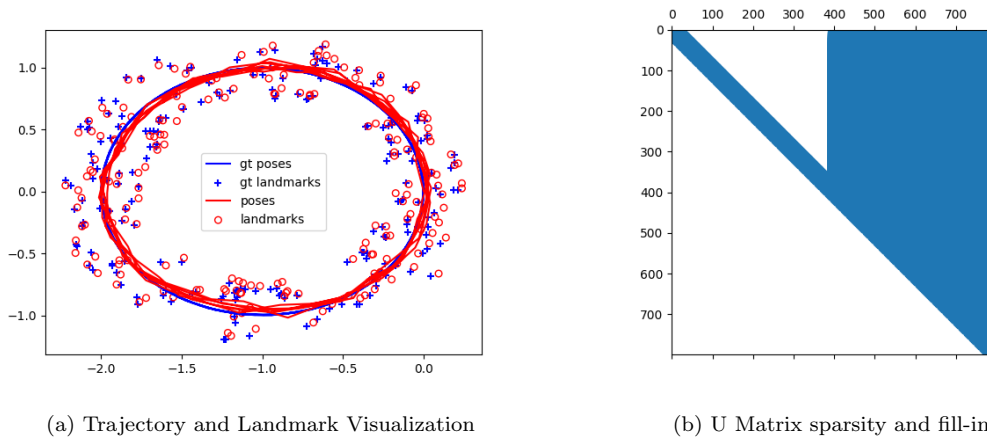 1.0
0.5
0.0
−0.5
−1.0
−2.0 −1.5 −1.0 −0.5 0.0
gt poses
gt landmarks
poses
landmarks
(a) Trajectory and Landmark Visualization
0 100 200 300 400 500 600 700
0
100
200
300
400
500
600
700
(b) U Matrix sparsity and fill-in